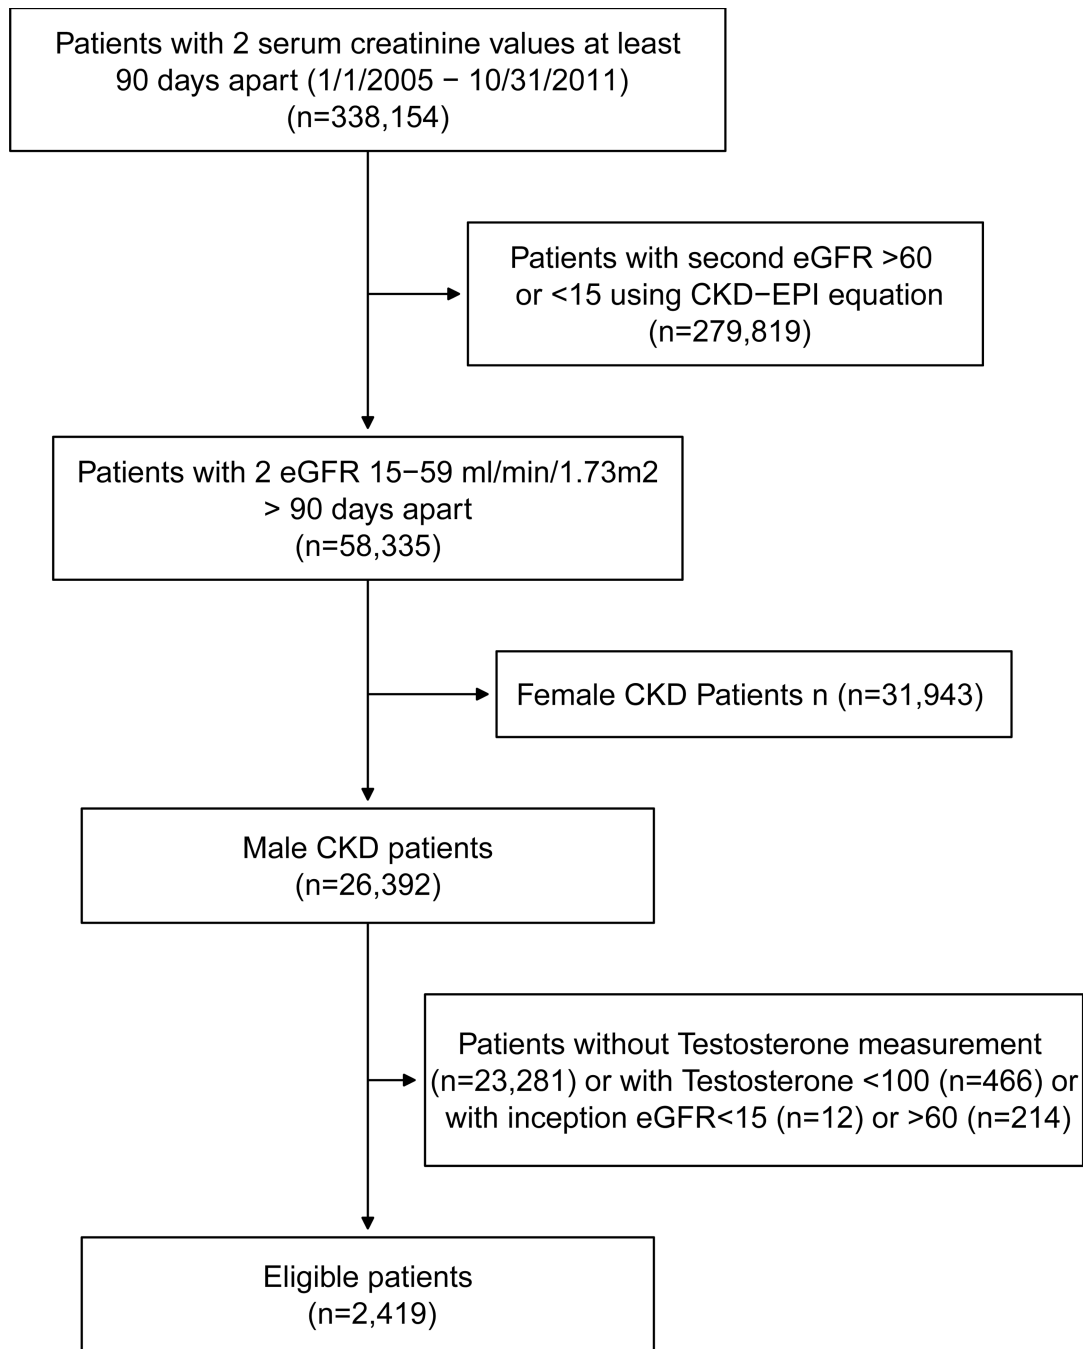 Patients with 2 serum creatinine values at least
90 days apart (1/1/2005 − 10/31/2011)
(n=338,154)
Patients with second eGFR >60
or <15 using CKD−EPI equation
(n=279,819)
Patients with 2 eGFR 15−59 ml/min/1.73m2
> 90 days apart
(n=58,335)
Female CKD Patients n (n=31,943)
Male CKD patients
(n=26,392)
Patients without Testosterone measurement
(n=23,281) or with Testosterone <100 (n=466) or
with inception eGFR<15 (n=12) or >60 (n=214)
Eligible patients
(n=2,419)